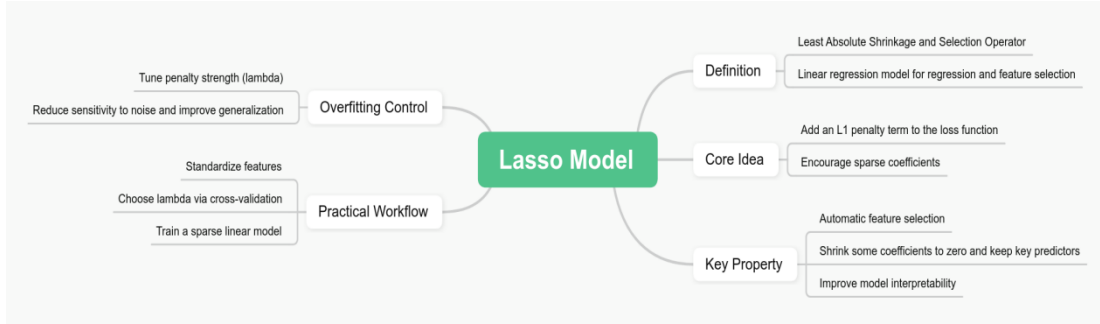 Lasso Model
Definition
Least Absolute Shrinkage and Selection Operator
Linear regression model for regression and feature selection
Core Idea
Add an L1 penalty term to the loss function
Encourage sparse coefficients
Key Property
Automatic feature selection
Shrink some coefficients to zero and keep key predictors
Improve model interpretability
Overfitting Control
Tune penalty strength (lambda)
Reduce sensitivity to noise and improve generalization
Practical Workflow
Standardize features
Choose lambda via cross-validation
Train a sparse linear model